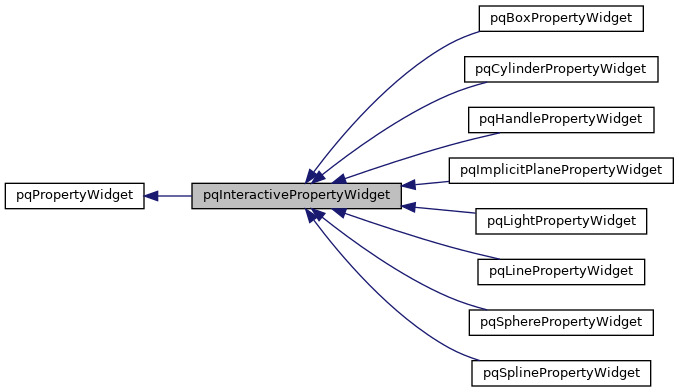 pqBoxPropertyWidget
pqCylinderPropertyWidget
pqHandlePropertyWidget
pqImplicitPlanePropertyWidget
pqPropertyWidget
pqInteractivePropertyWidget
pqLightPropertyWidget
pqLinePropertyWidget
pqSpherePropertyWidget
pqSplinePropertyWidget